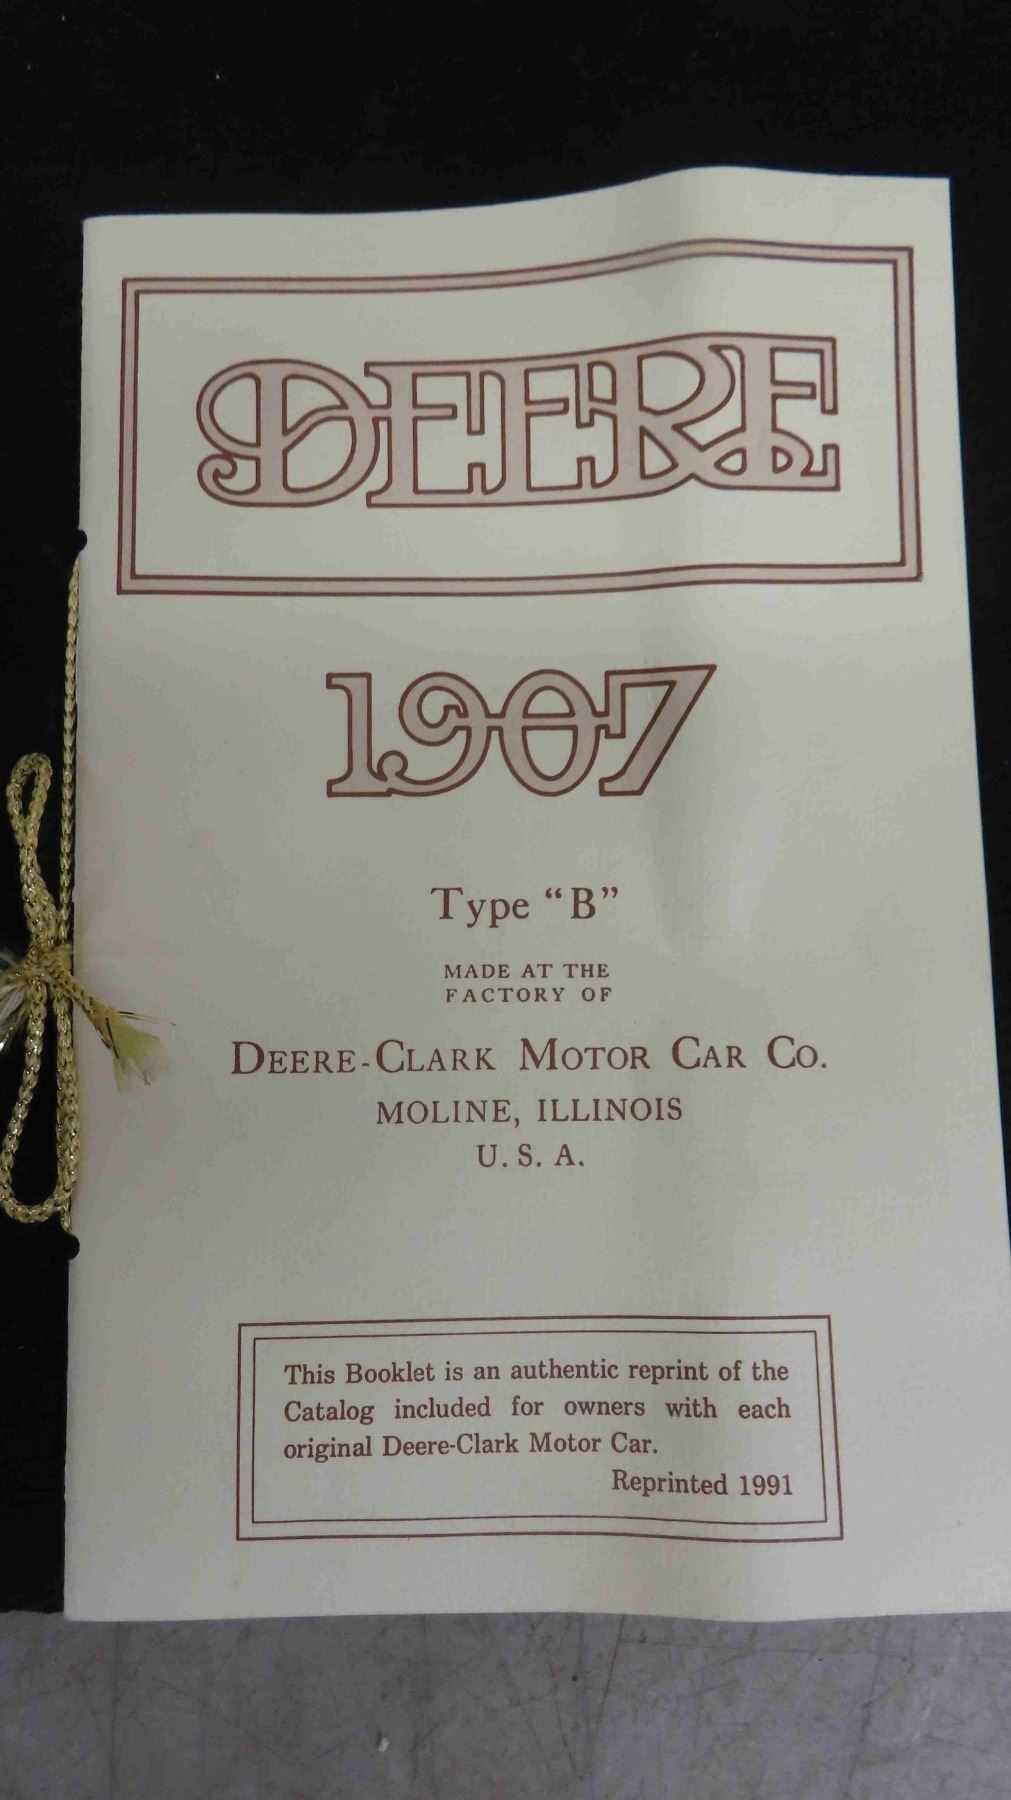 DEERE
1907
Type “B”
MADE AT THE
FACTORY OF
DEERE-CLARK MOTOR CAR CO.
MOLINE, ILLINOIS
U. S. A.
This Booklet is an authentic reprint of the
Catalog included for owners with each
original Deere-Clark Motor Car.
Reprinted 1991